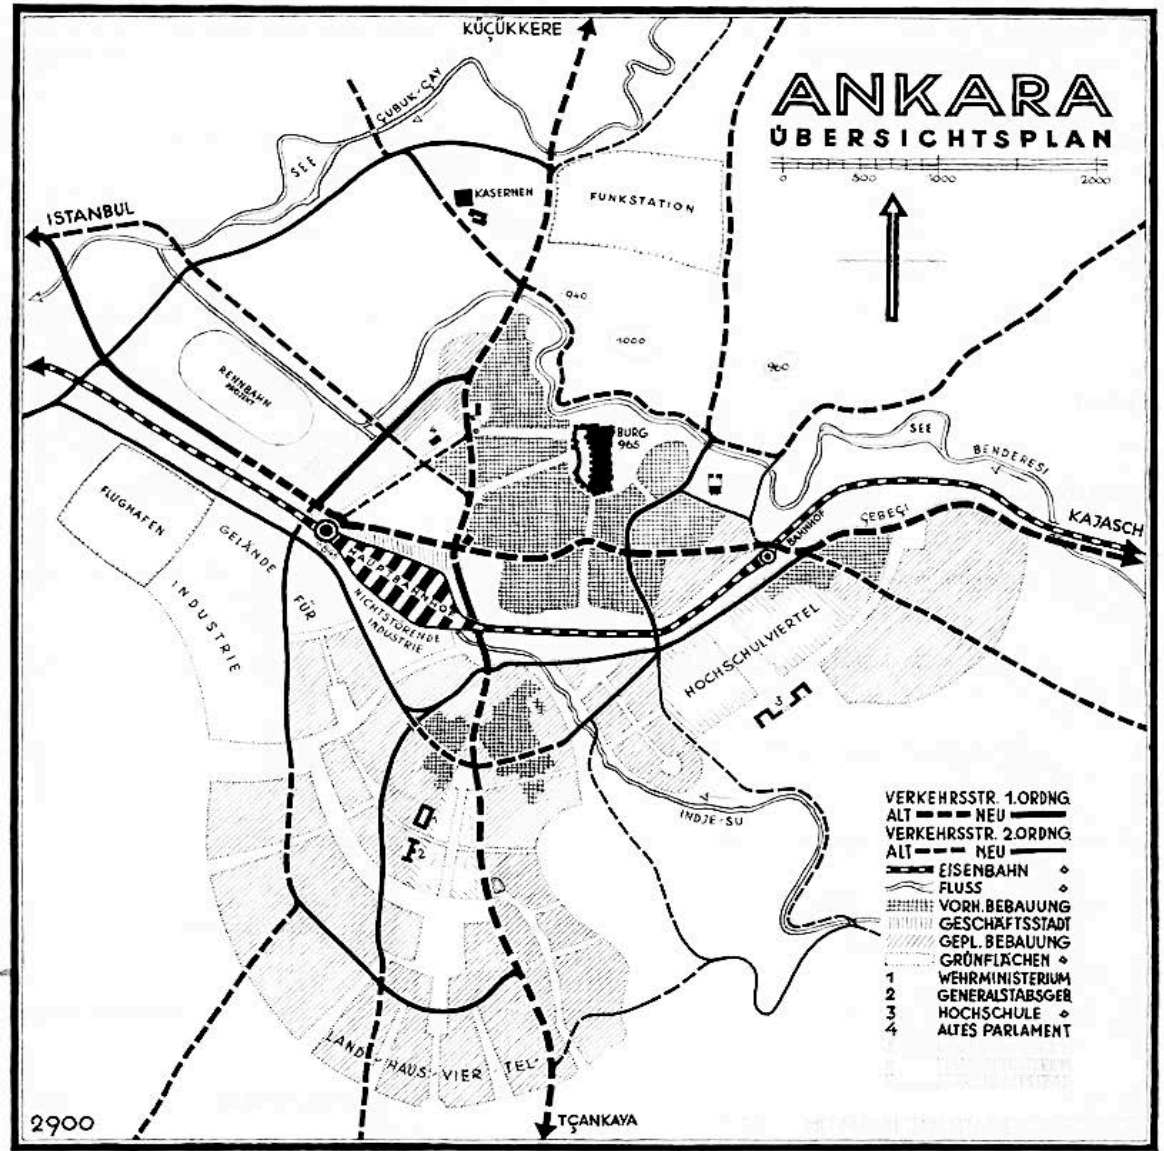 KÜÇÜKKERE
ANKARA
ÜBERSICHTSPLAN
0 500 1000 2000
ÇUBUK-ÇAY
SEE
KASERNEN
FUNKSTATION
ISTANBUL
940
1000
960
RENNBAHN
PROJEKT
BURG
965
SEE
BENDERESI
FLUGHAFEN
ÇEBEÇI
KAJASCH
BAHNHOF
GELÄNDE
FÜR
INDUSTRIE
HAUPTBAHNHOF
NICHTSTÖRENDE
INDUSTRIE
HOCHSCHULVIERTEL
3
INDJE-SU
1
2
VERKEHRSSTR. 1.ORDNG.
ALT NEU
VERKEHRSSTR. 2.ORDNG.
ALT NEU
EISENBAHN
FLUSS
VORH. BEBAUUNG
GESCHÄFTSSTADT
GEPL. BEBAUUNG
GRÜNFLÄCHEN
1 WEHRMINISTERIUM
2 GENERALSTABSGEB.
3 HOCHSCHULE
4 ALTES PARLAMENT
LANDHAUSVIERTEL
2900
TÇANKAYA